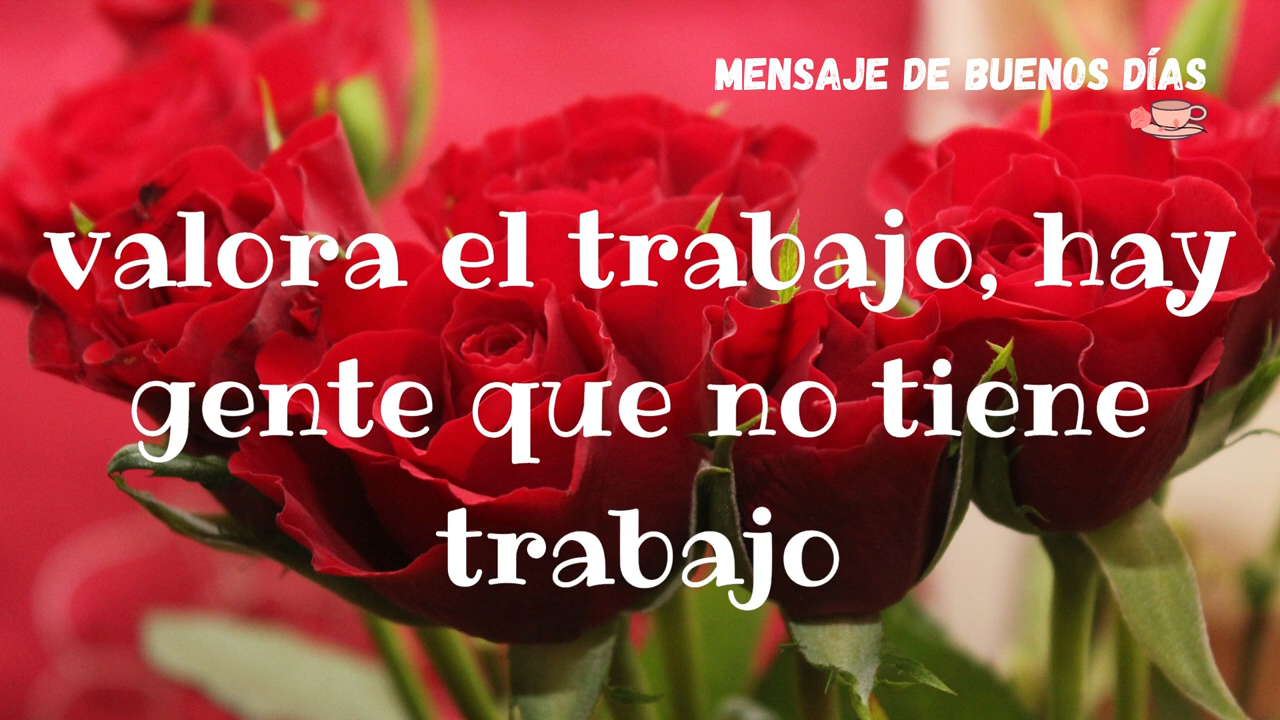 MENSAJE DE BUENOS DÍAS
valora el trabajo, hay
gente que no tiene
trabajo